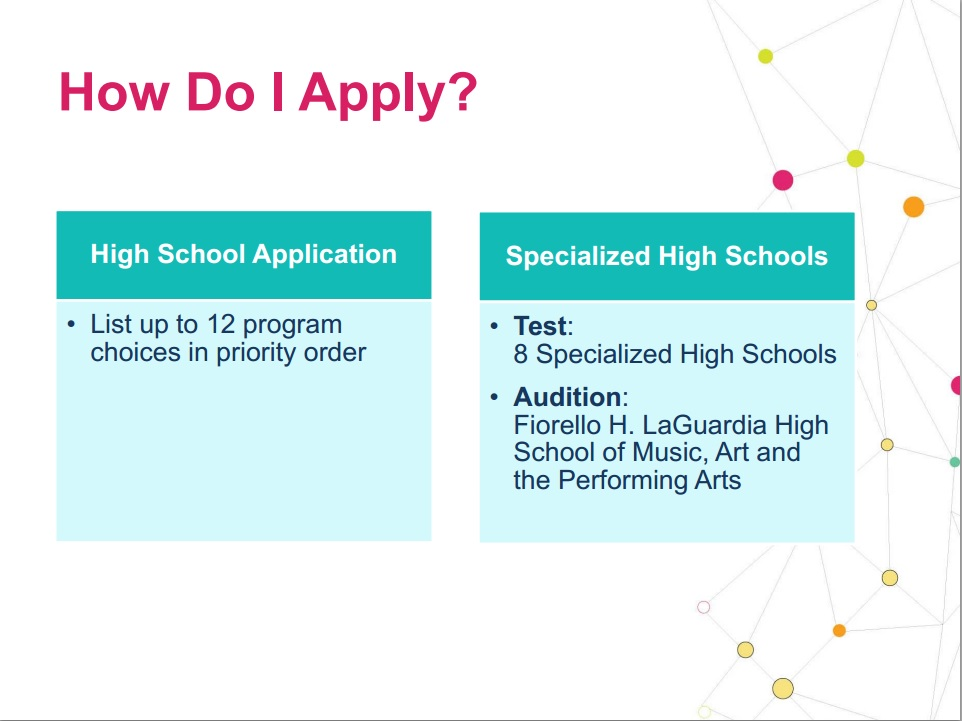 How Do I Apply?
High School Application
• List up to 12 program
choices in priority order
Specialized High Schools
• Test:
8 Specialized High Schools
• Audition:
Fiorello H. LaGuardia High
School of Music, Art and
the Performing Arts